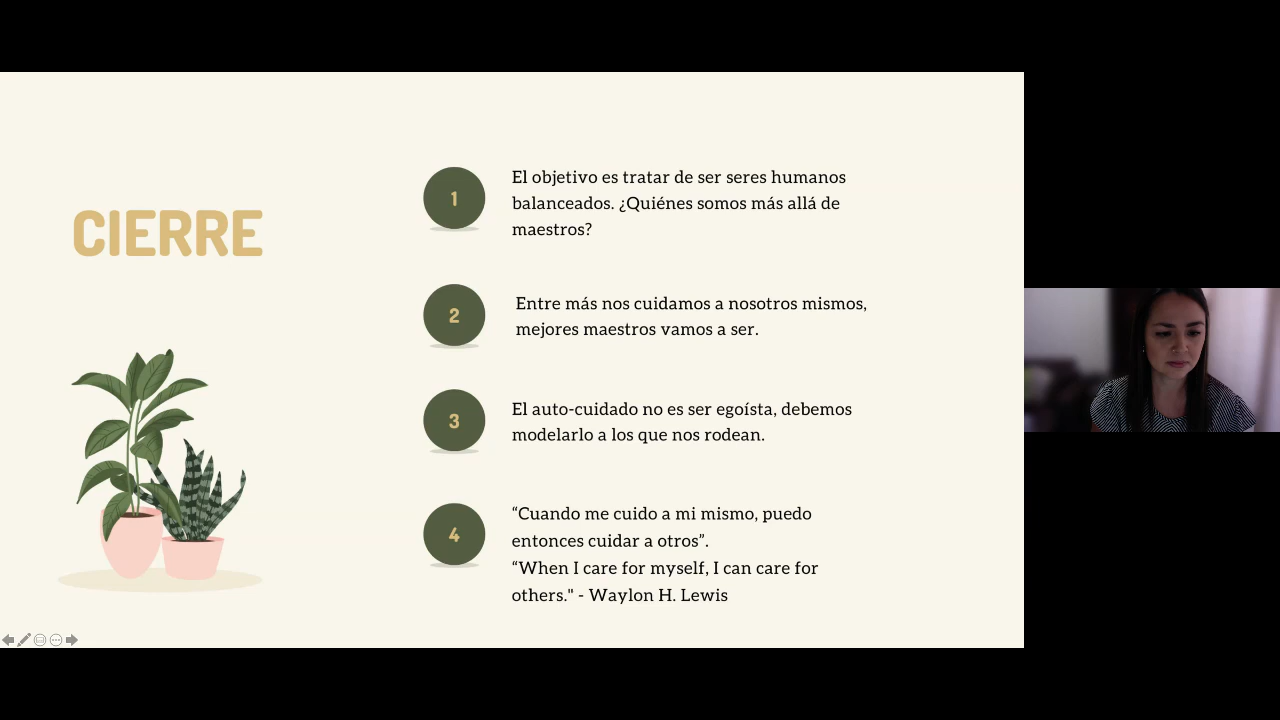 CIERRE
1
El objetivo es tratar de ser seres humanos
balanceados. ¿Quiénes somos más allá de
maestros?
2
Entre más nos cuidamos a nosotros mismos,
mejores maestros vamos a ser.
3
El auto-cuidado no es ser egoísta, debemos
modelarlo a los que nos rodean.
4
“Cuando me cuido a mi mismo, puedo
entonces cuidar a otros”.
“When I care for myself, I can care for
others." - Waylon H. Lewis